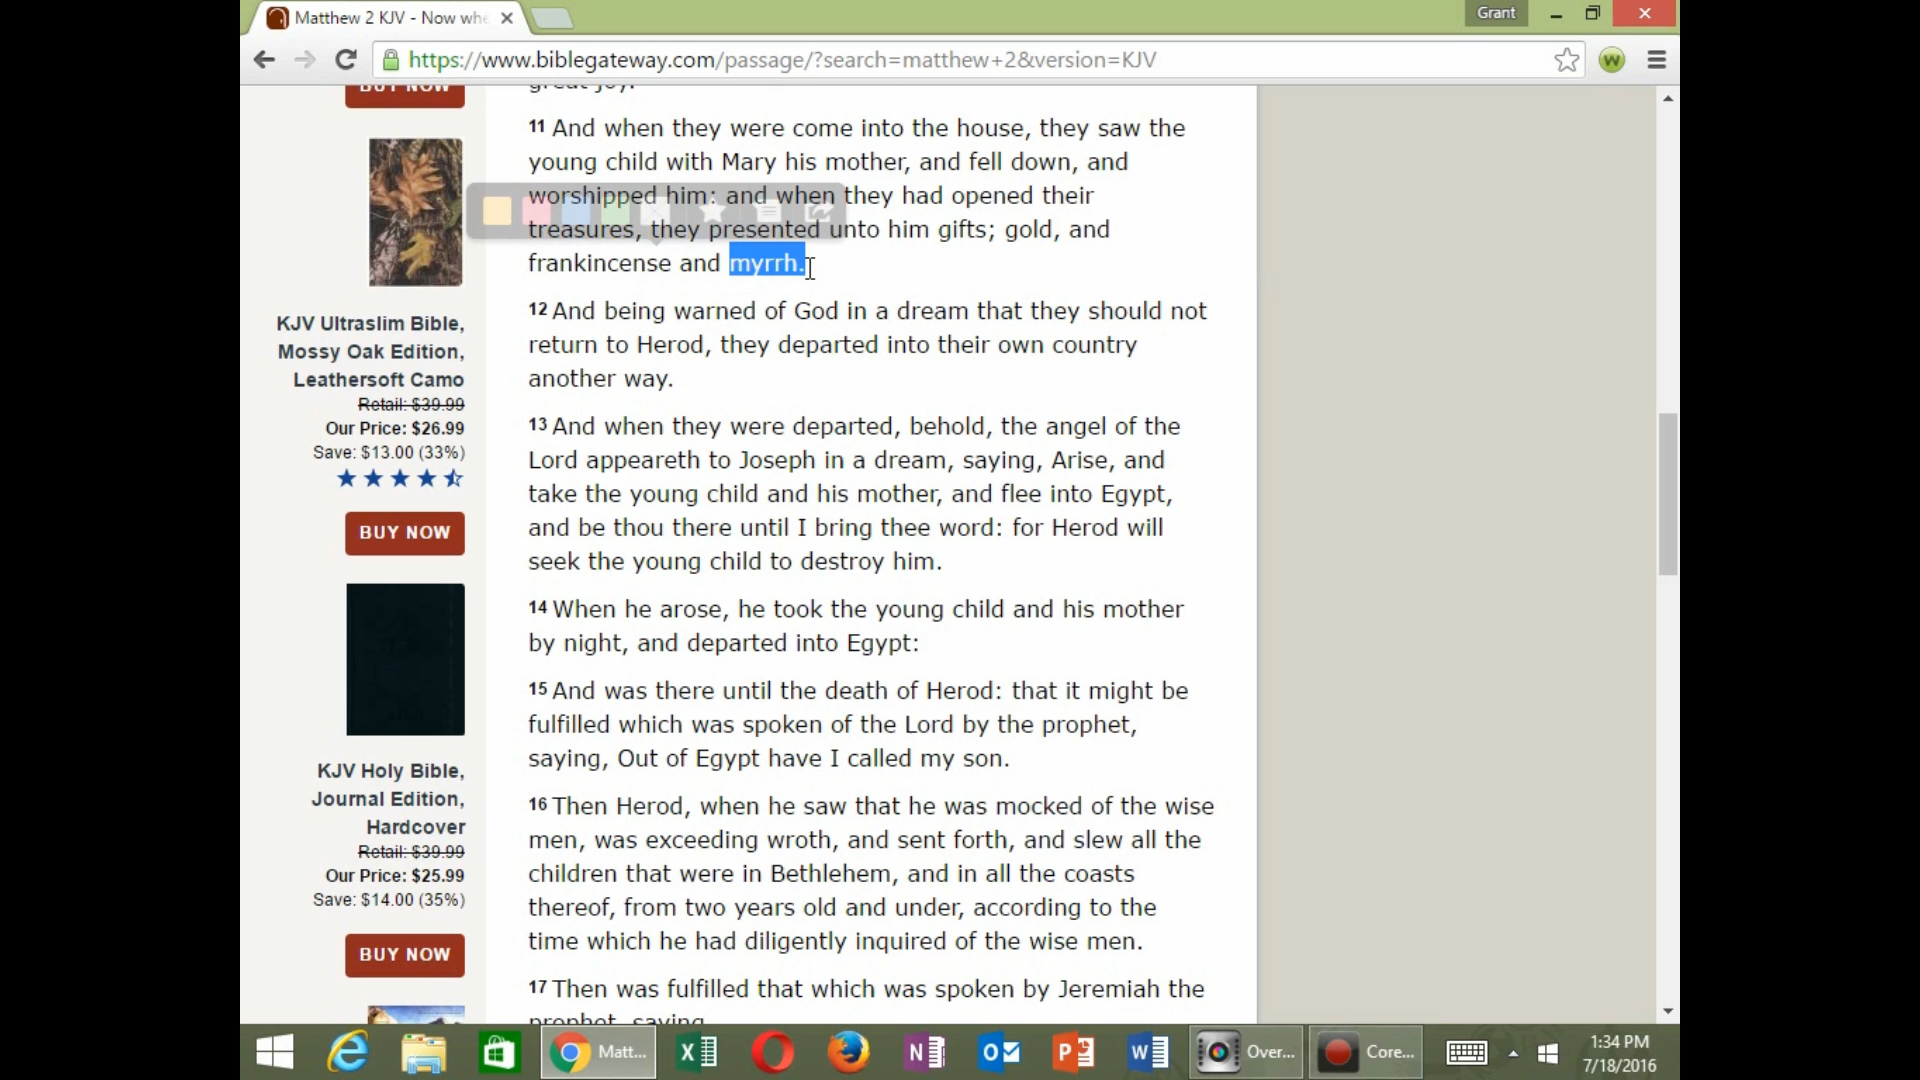 Matthew 2 KJV - Now whe
Grant
https://www.biblegateway.com/passage/?search=matthew+2&version=KJV
BUY NOW
great joy.
11 And when they were come into the house, they saw the
young child with Mary his mother, and fell down, and
worshipped him: and when they had opened their
treasures, they presented unto him gifts; gold, and
frankincense and myrrh.
12 And being warned of God in a dream that they should not
return to Herod, they departed into their own country
another way.
13 And when they were departed, behold, the angel of the
Lord appeareth to Joseph in a dream, saying, Arise, and
take the young child and his mother, and flee into Egypt,
and be thou there until I bring thee word: for Herod will
seek the young child to destroy him.
14 When he arose, he took the young child and his mother
by night, and departed into Egypt:
15 And was there until the death of Herod: that it might be
fulfilled which was spoken of the Lord by the prophet,
saying, Out of Egypt have I called my son.
16 Then Herod, when he saw that he was mocked of the wise
men, was exceeding wroth, and sent forth, and slew all the
children that were in Bethlehem, and in all the coasts
thereof, from two years old and under, according to the
time which he had diligently inquired of the wise men.
17 Then was fulfilled that which was spoken by Jeremiah the
prophet, saying,
KJV Ultraslim Bible,
Mossy Oak Edition,
Leathersoft Camo
Retail: $39.99
Our Price: $26.99
Save: $13.00 (33%)
BUY NOW
KJV Holy Bible,
Journal Edition,
Hardcover
Retail: $39.99
Our Price: $25.99
Save: $14.00 (35%)
BUY NOW
Matt...
Over...
Core...
1:34 PM
7/18/2016